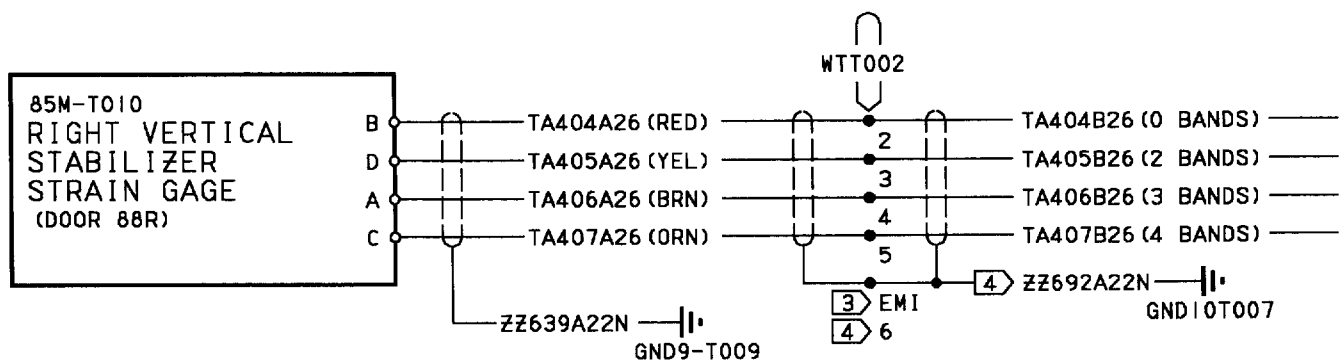 WTT002
85M-T010
RIGHT VERTICAL
STABILIZER
STRAIN GAGE
(DOOR 88R)
B TA404A26 (RED) TA404B26 (0 BANDS)
2
D TA405A26 (YEL) TA405B26 (2 BANDS)
3
A TA406A26 (BRN) TA406B26 (3 BANDS)
4
C TA407A26 (ORN) TA407B26 (4 BANDS)
5
4 ZZ692A22N
3 EMI
GND10T007
ZZ639A22N
4 6
GND9-T009